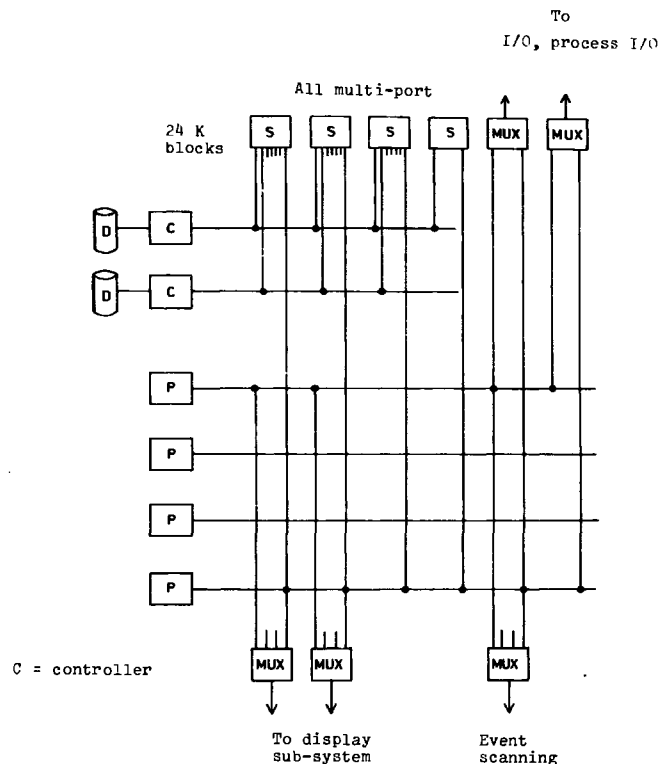 To
I/O, process I/O
All multi-port
24 K
blocks
S S S S MUX MUX
D C
D C
P
P
P
P
C = controller
MUX MUX MUX
To display
sub-system
Event
scanning